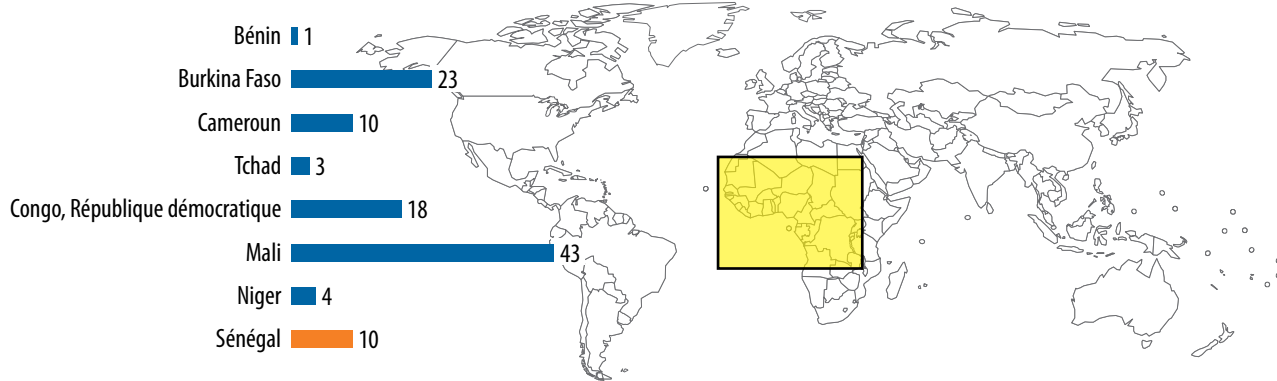 Bénin 1
Burkina Faso 23
Cameroun 10
Tchad 3
Congo, République démocratique 18
Mali 43
Niger 4
Sénégal 10